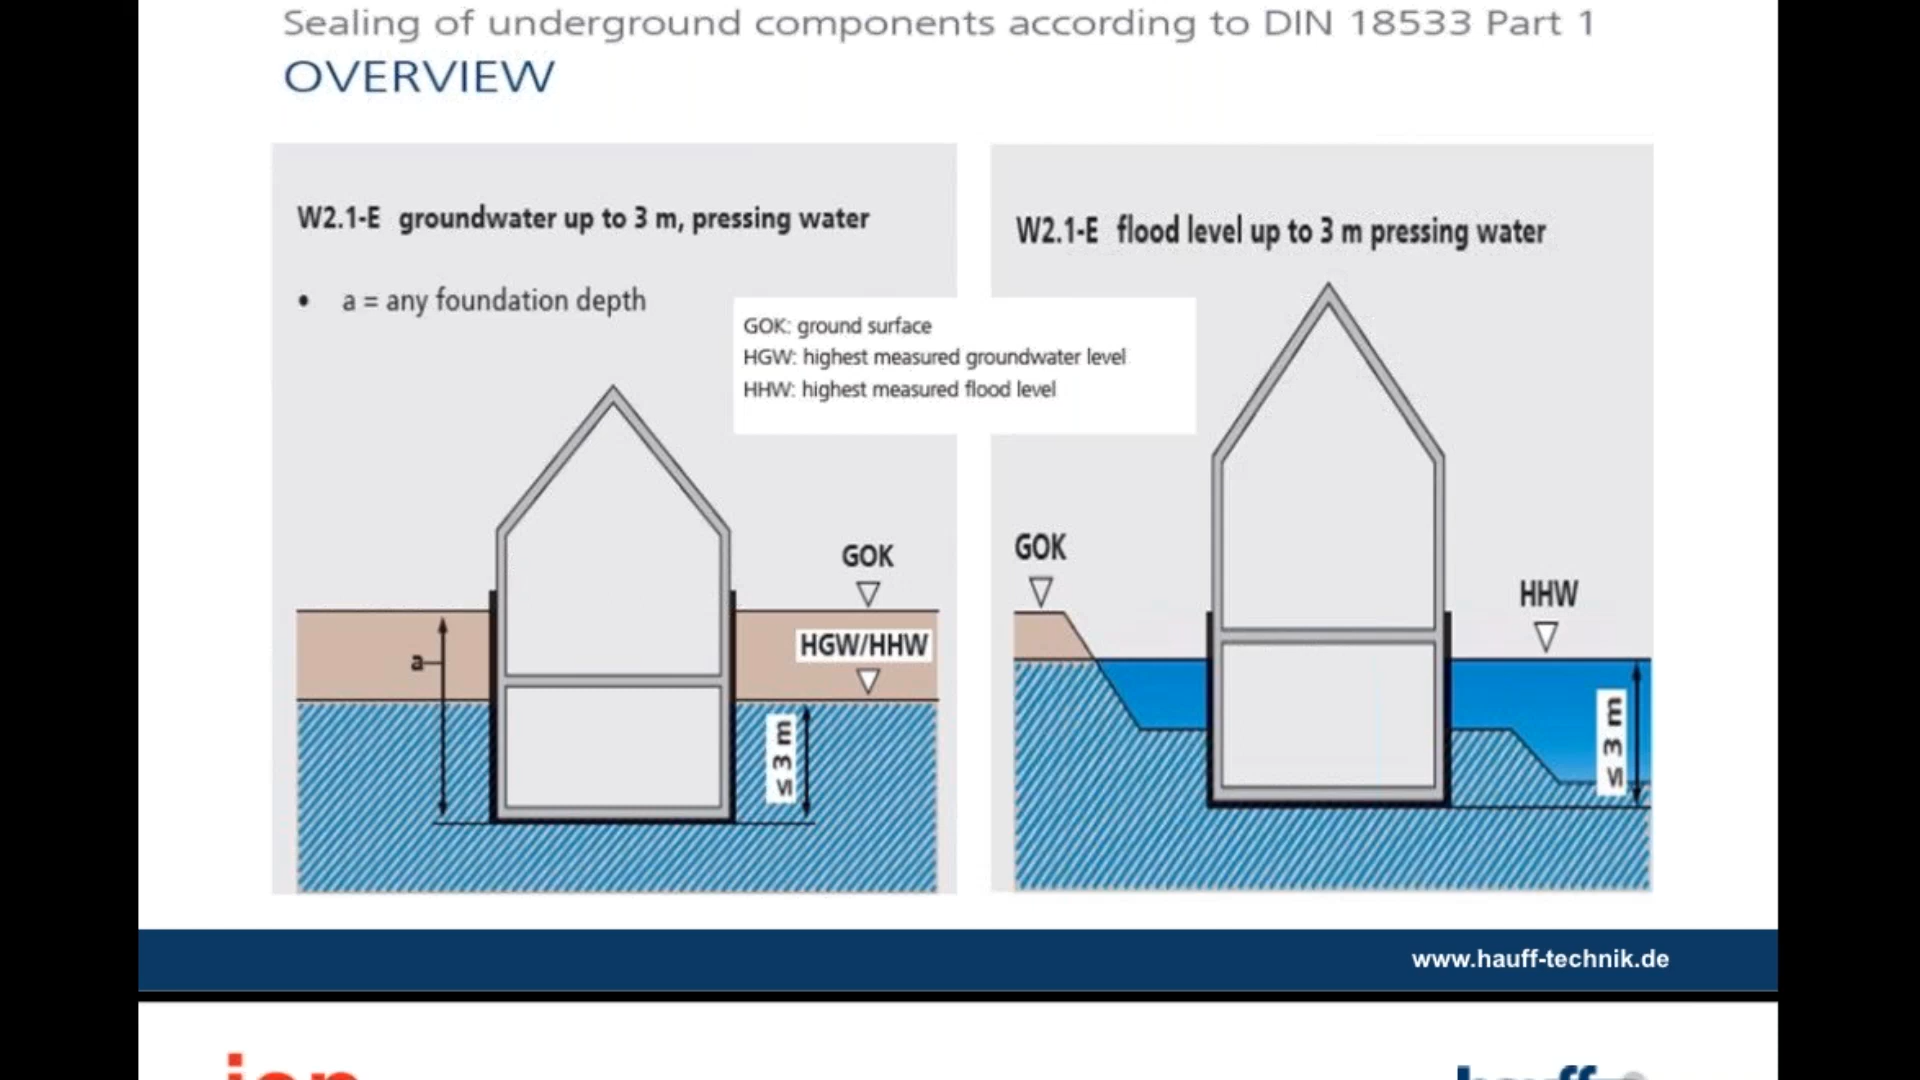 Sealing of underground components according to DIN 18533 Part 1
OVERVIEW
W2.1-E groundwater up to 3 m, pressing water
• a = any foundation depth
W2.1-E flood level up to 3 m pressing water
GOK: ground surface
HGW: highest measured groundwater level
HHW: highest measured flood level
GOK
HGW/HHW
a
≤ 3 m
GOK
HHW
≤ 3 m
www.hauff-technik.de